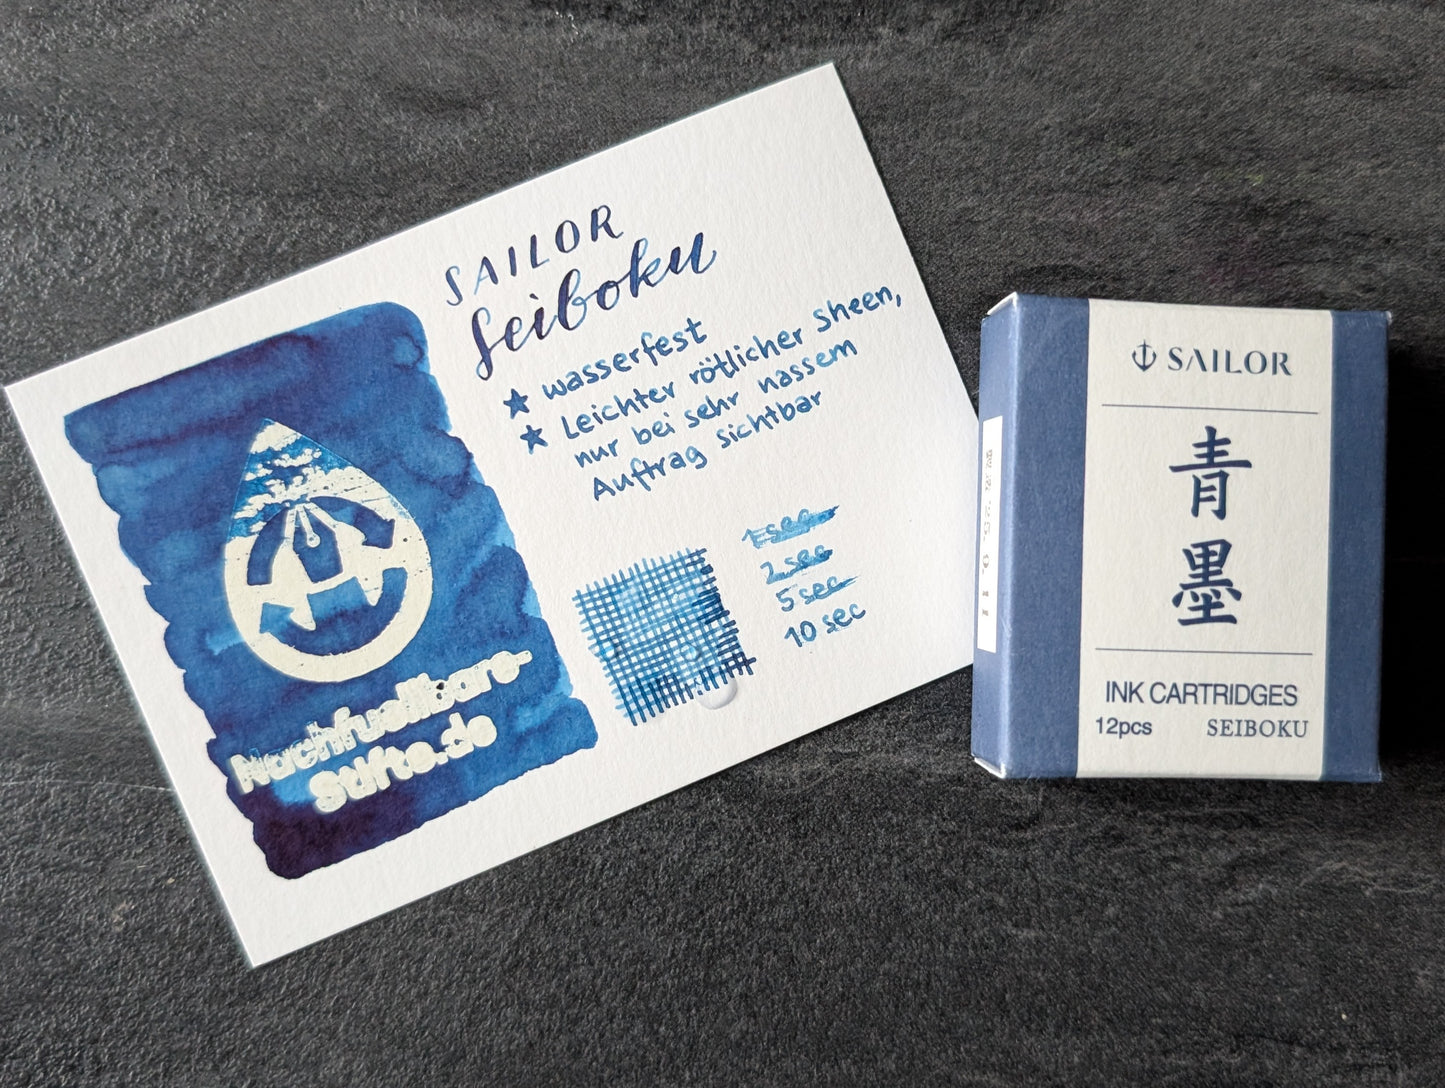 SAILOR
Seiboku
★ wasserfest
★ Leichter rötlicher Sheen,
nur bei sehr nassem
Auftrag sichtbar
1 sec
2 sec
5 sec
10 sec
Nachfuellbare-
Stifte.de
SAILOR
青
墨
INK CARTRIDGES
12pcs SEIBOKU